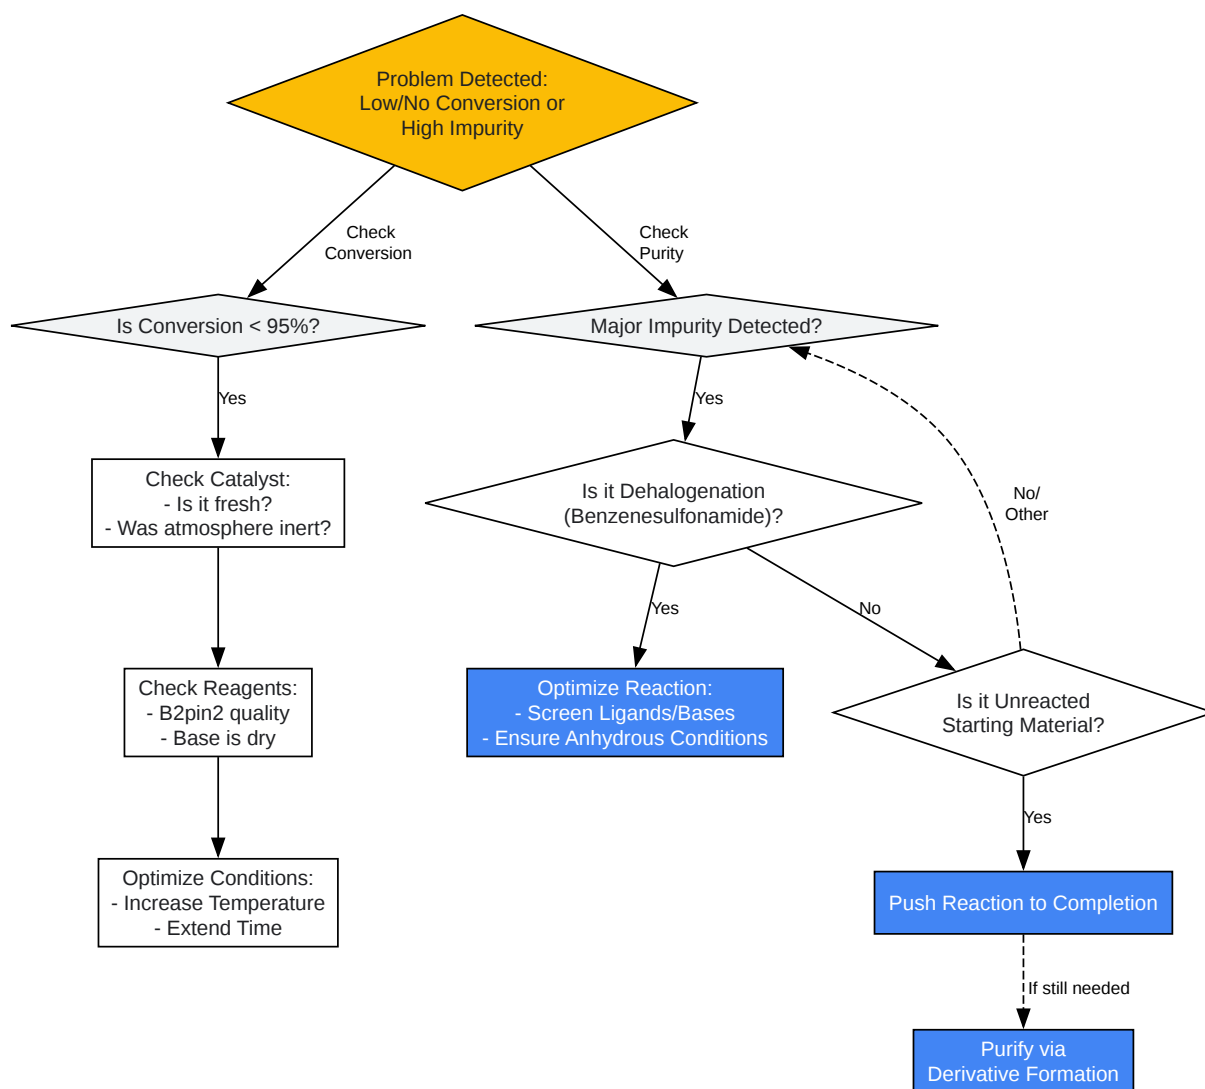 Problem Detected:
Low/No Conversion or
High Impurity
Check
Conversion
Check
Purity
Is Conversion < 95%?
Major Impurity Detected?
Yes
Yes
Check Catalyst:
- Is it fresh?
- Was atmosphere inert?
Is it Dehalogenation
(Benzenesulfonamide)?
No/
Other
Yes
No
Check Reagents:
- B2pin2 quality
- Base is dry
Optimize Reaction:
- Screen Ligands/Bases
- Ensure Anhydrous Conditions
Is it Unreacted
Starting Material?
Yes
Optimize Conditions:
- Increase Temperature
- Extend Time
Push Reaction to Completion
If still needed
Purify via
Derivative Formation